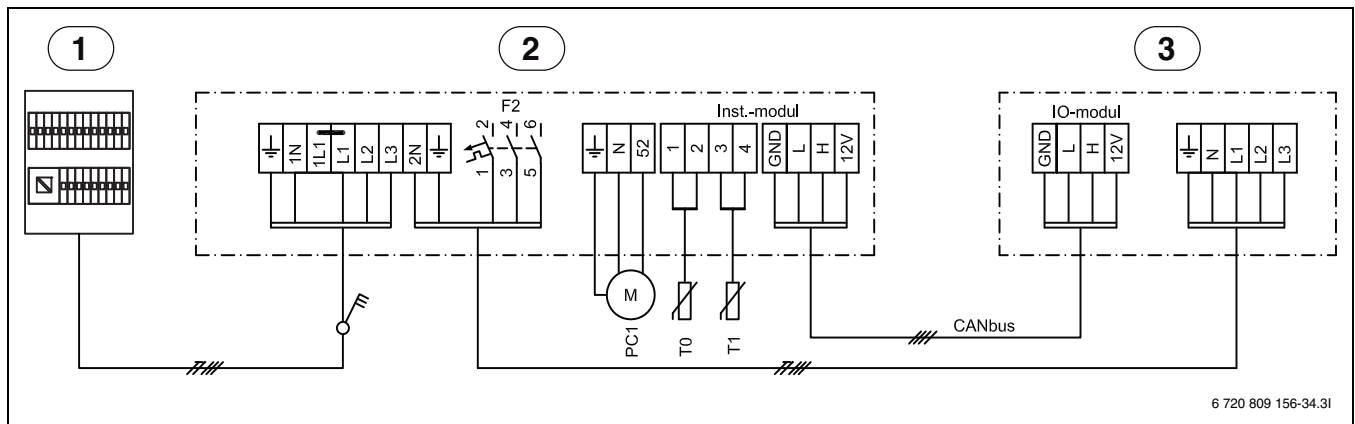 1
2
3
F2
Inst.-modul
IO-modul
2 4 6
1N 1L1 L1 L2 L3 2N
1 3 5
N 52
1 2 3 4
GND L H 12V
GND L H 12V
N L1 L2 L3
M
PC1
T0
T1
CANbus
6 720 809 156-34.3I